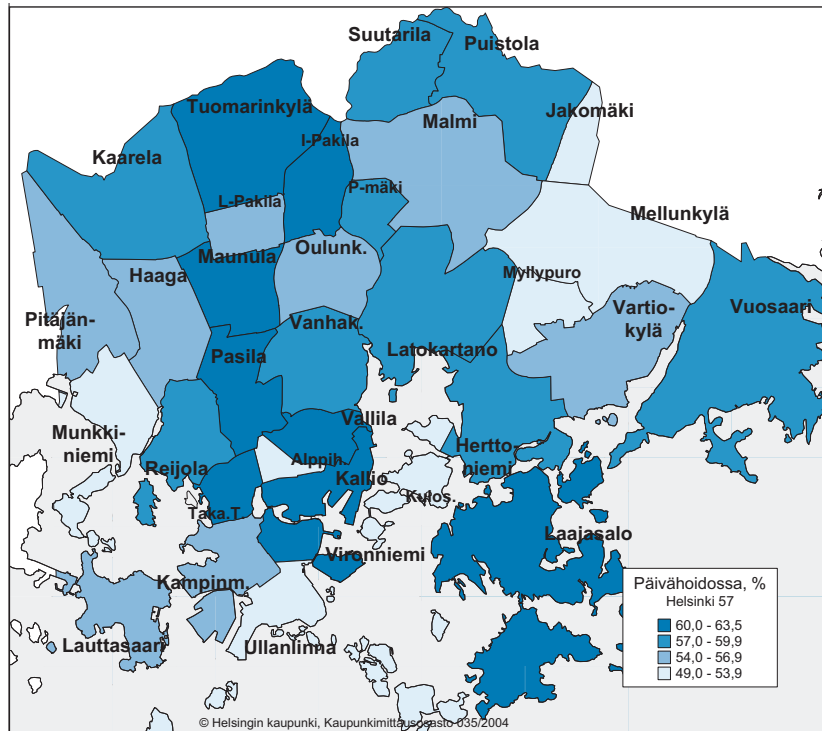 Suutarila
Puistola
Tuomarinkylä
Jakomäki
Malmi
I-Pakila
Kaarela
P-mäki
L-Pakila
Mellunkylä
Oulunk.
Maunula
Haaga
Myllypuro
Vartio-
kylä
Vuosaari
Pitäjän-
mäki
Vanhak.
Latokartano
Pasila
Vallila
Munkki-
niemi
Hertto-
niemi
Reijola
Alppih.
Kallio
Kulos.
Taka.T.
Laajasalo
Vironniemi
Kampinm.
Lauttasaari
Ullanlinna
Päivähoidossa, %
Helsinki 57
60,0 - 63,5
57,0 - 59,9
54,0 - 56,9
49,0 - 53,9
© Helsingin kaupunki, Kaupunkimittausosasto 035/2004